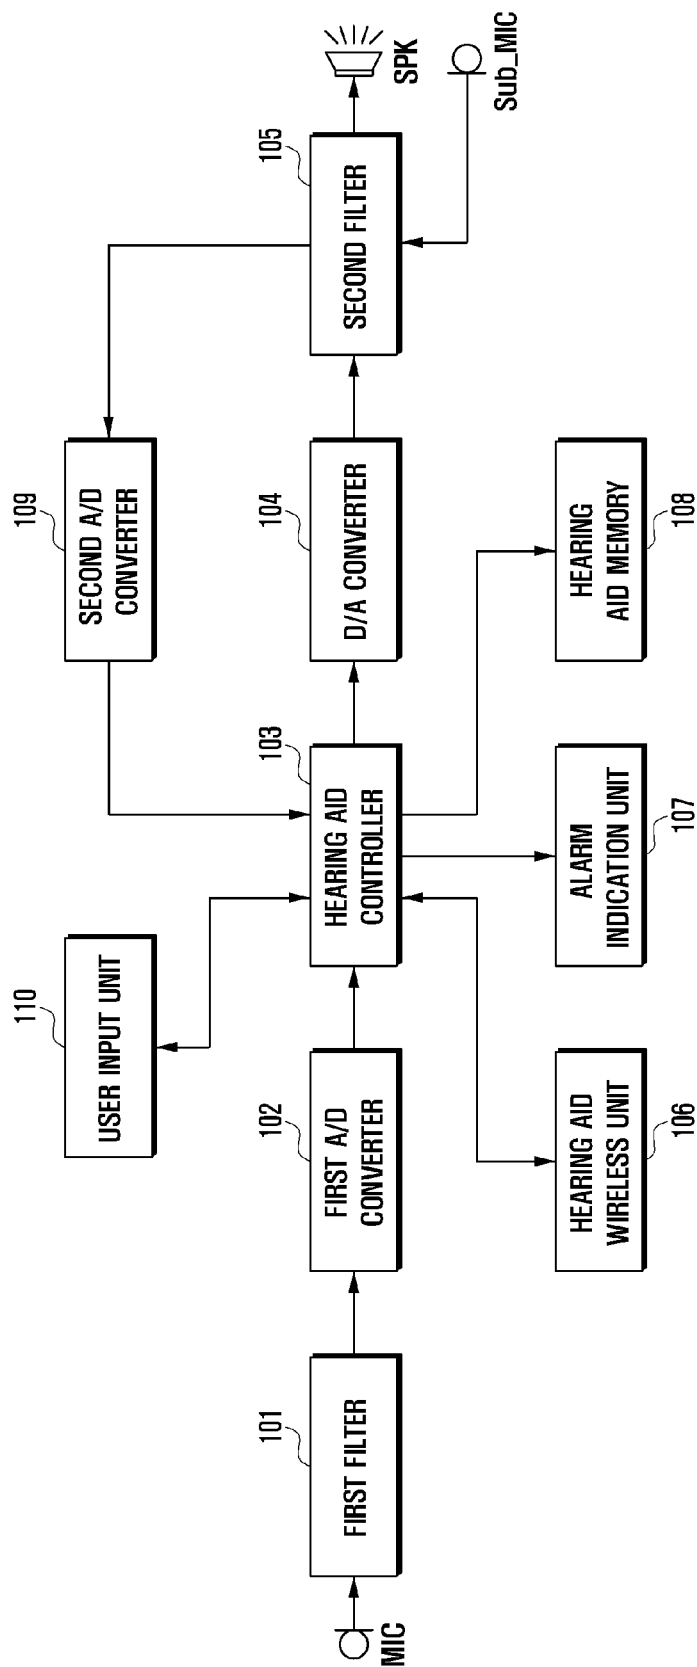 110
USER INPUT UNIT
109
SECOND A/D
CONVERTER
MIC
101
FIRST FILTER
102
FIRST A/D
CONVERTER
103
HEARING AID
CONTROLLER
104
D/A CONVERTER
105
SECOND FILTER
SPK
Sub_MIC
HEARING AID
WIRELESS UNIT
106
ALARM
INDICATION UNIT
107
HEARING
AID MEMORY
108